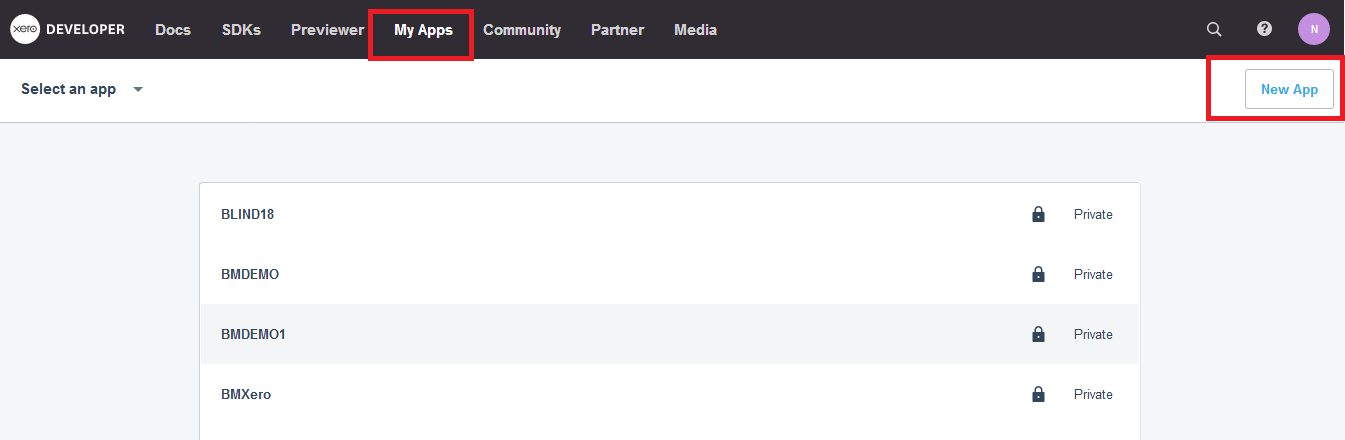 xero DEVELOPER Docs SDKs Previewer My Apps Community Partner Media ? N
Select an app New App
BLIND18 Private
BMDEMO Private
BMDEMO1 Private
BMXero Private